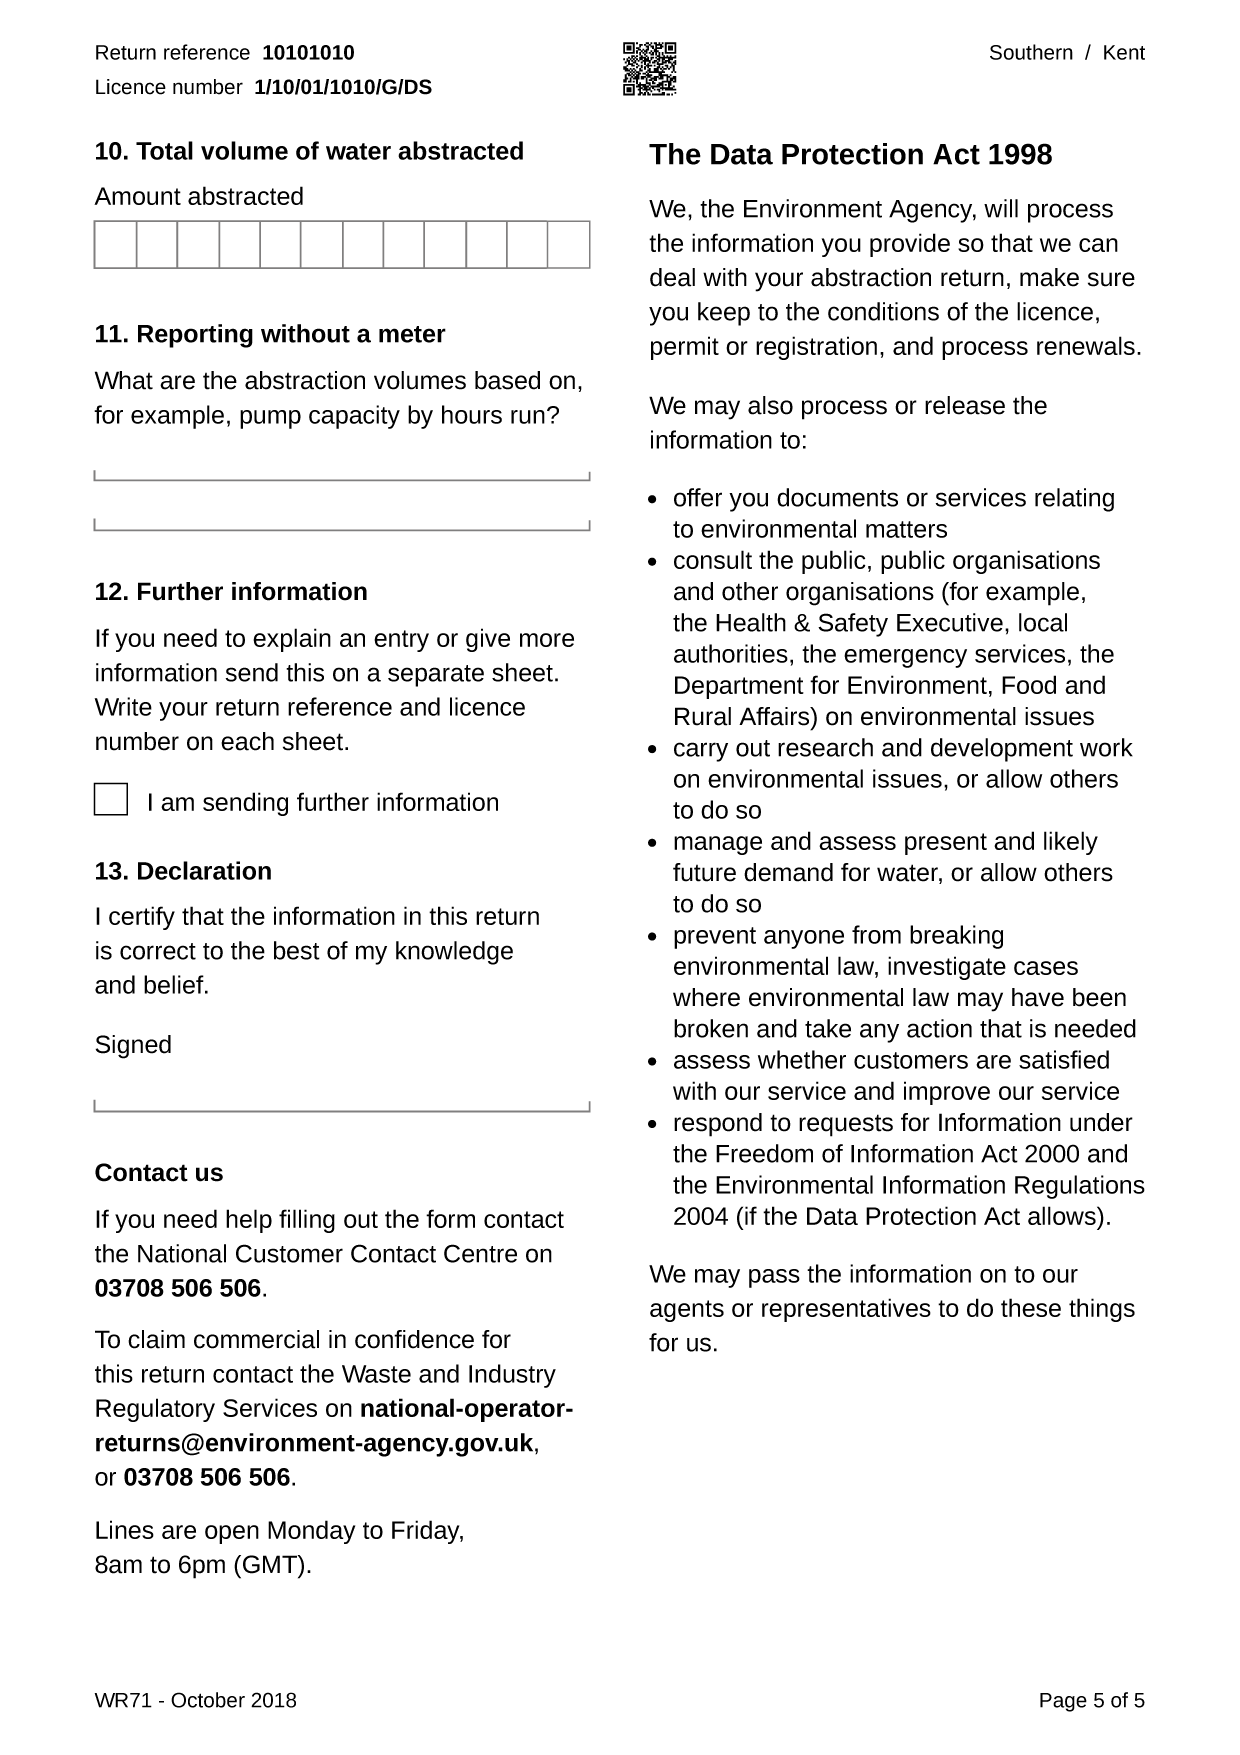 Return reference 10101010
Licence number 1/10/01/1010/G/DS
Southern / Kent
10. Total volume of water abstracted
Amount abstracted
11. Reporting without a meter
What are the abstraction volumes based on,
for example, pump capacity by hours run?
12. Further information
If you need to explain an entry or give more
information send this on a separate sheet.
Write your return reference and licence
number on each sheet.
I am sending further information
13. Declaration
I certify that the information in this return
is correct to the best of my knowledge
and belief.
Signed
Contact us
If you need help filling out the form contact
the National Customer Contact Centre on
03708 506 506.
To claim commercial in confidence for
this return contact the Waste and Industry
Regulatory Services on national-operator-
returns@environment-agency.gov.uk,
or 03708 506 506.
Lines are open Monday to Friday,
8am to 6pm (GMT).
The Data Protection Act 1998
We, the Environment Agency, will process
the information you provide so that we can
deal with your abstraction return, make sure
you keep to the conditions of the licence,
permit or registration, and process renewals.
We may also process or release the
information to:
• offer you documents or services relating
to environmental matters
• consult the public, public organisations
and other organisations (for example,
the Health & Safety Executive, local
authorities, the emergency services, the
Department for Environment, Food and
Rural Affairs) on environmental issues
• carry out research and development work
on environmental issues, or allow others
to do so
• manage and assess present and likely
future demand for water, or allow others
to do so
• prevent anyone from breaking
environmental law, investigate cases
where environmental law may have been
broken and take any action that is needed
• assess whether customers are satisfied
with our service and improve our service
• respond to requests for Information under
the Freedom of Information Act 2000 and
the Environmental Information Regulations
2004 (if the Data Protection Act allows).
We may pass the information on to our
agents or representatives to do these things
for us.
WR71 - October 2018
Page 5 of 5